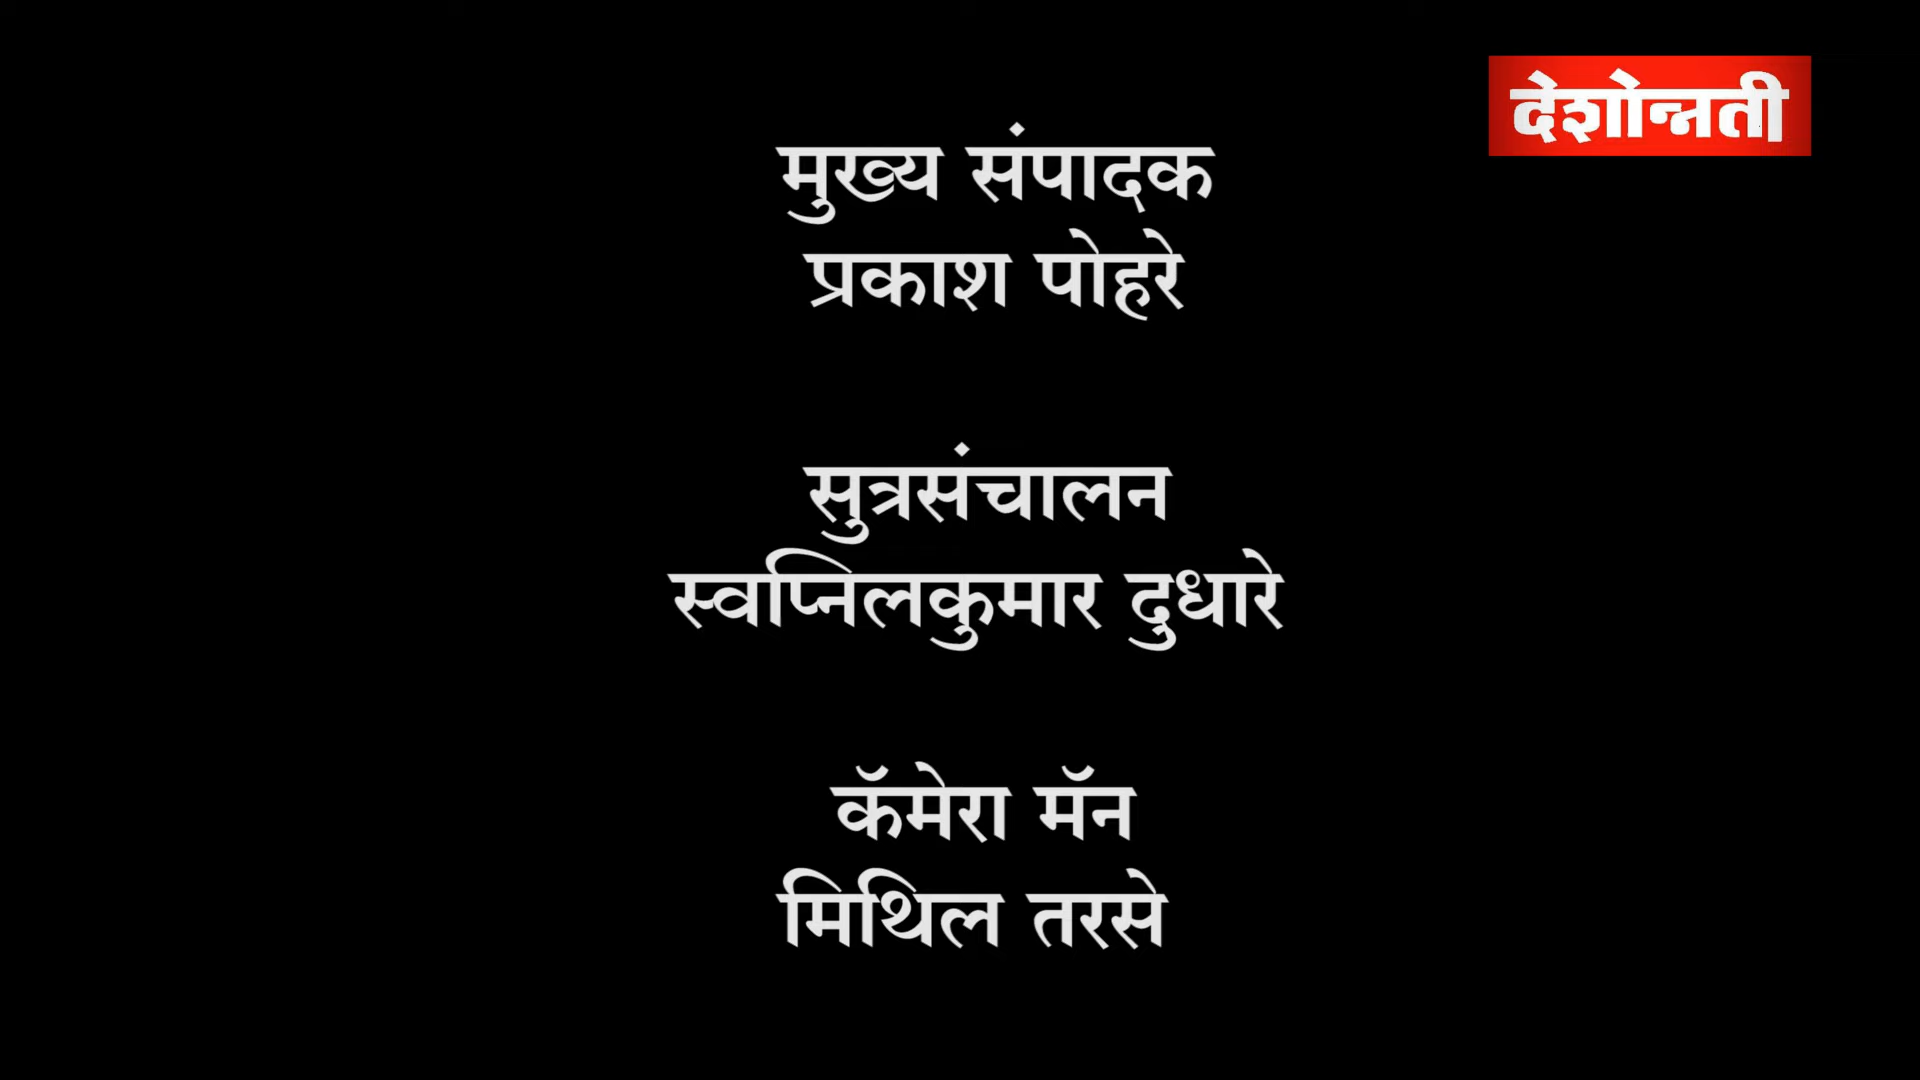 देशोन्नती
मुख्य संपादक
प्रकाश पोहरे
सुत्रसंचालन
स्वप्निलकुमार दुधारे
कॅमेरा मॅन
मिथिल तरसे